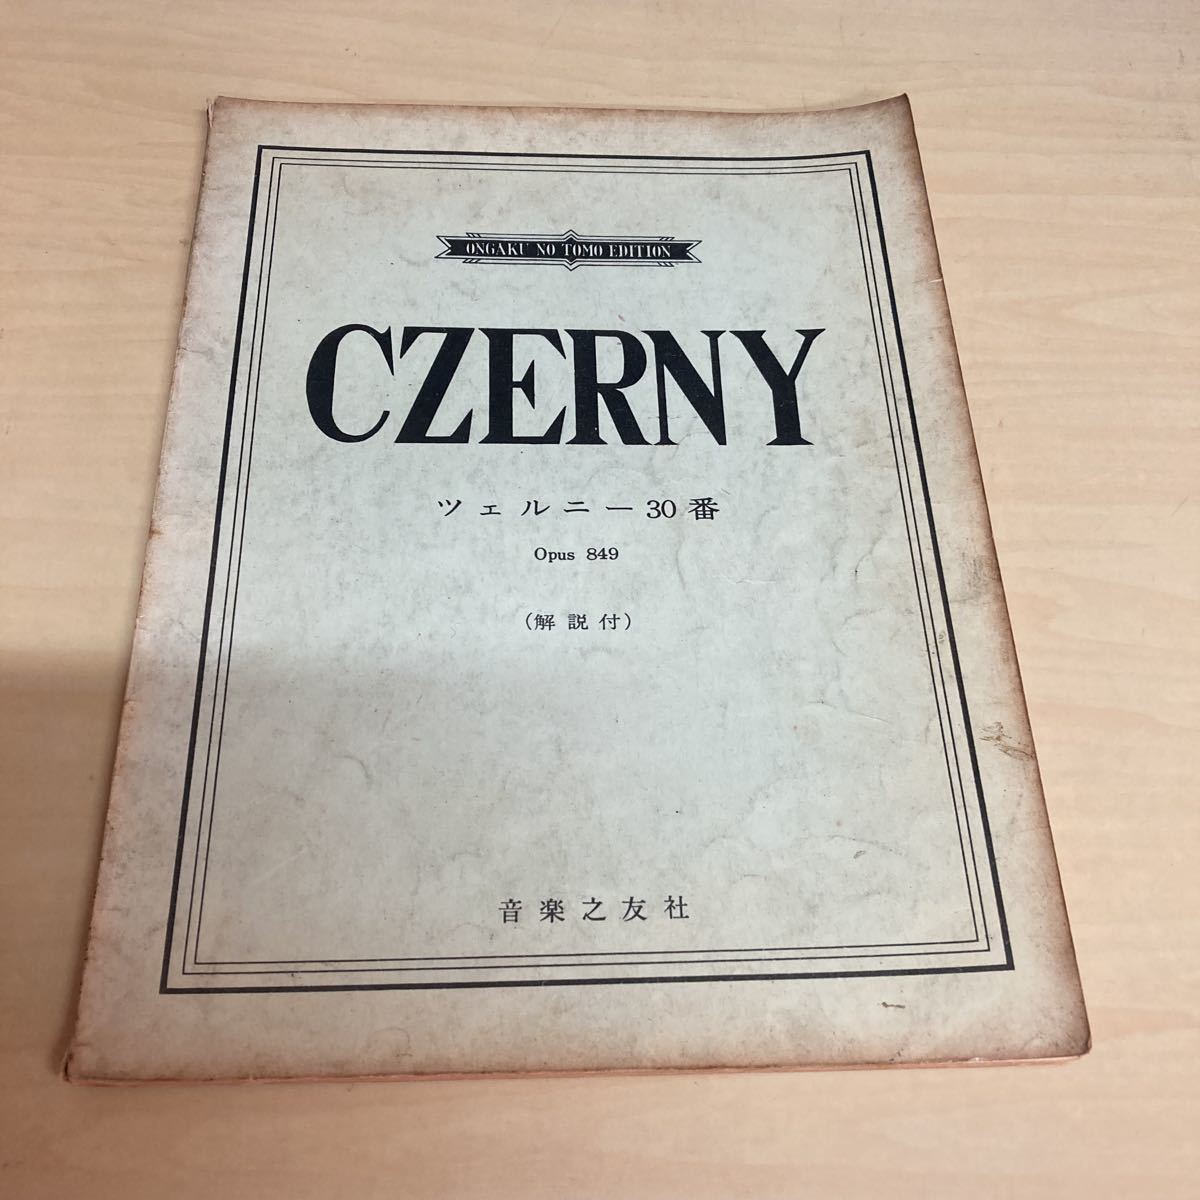 ONGAKU NO TOMO EDITION
CZERNY
ツェルニー30番
Opus 849
(解説付)
音楽之友社